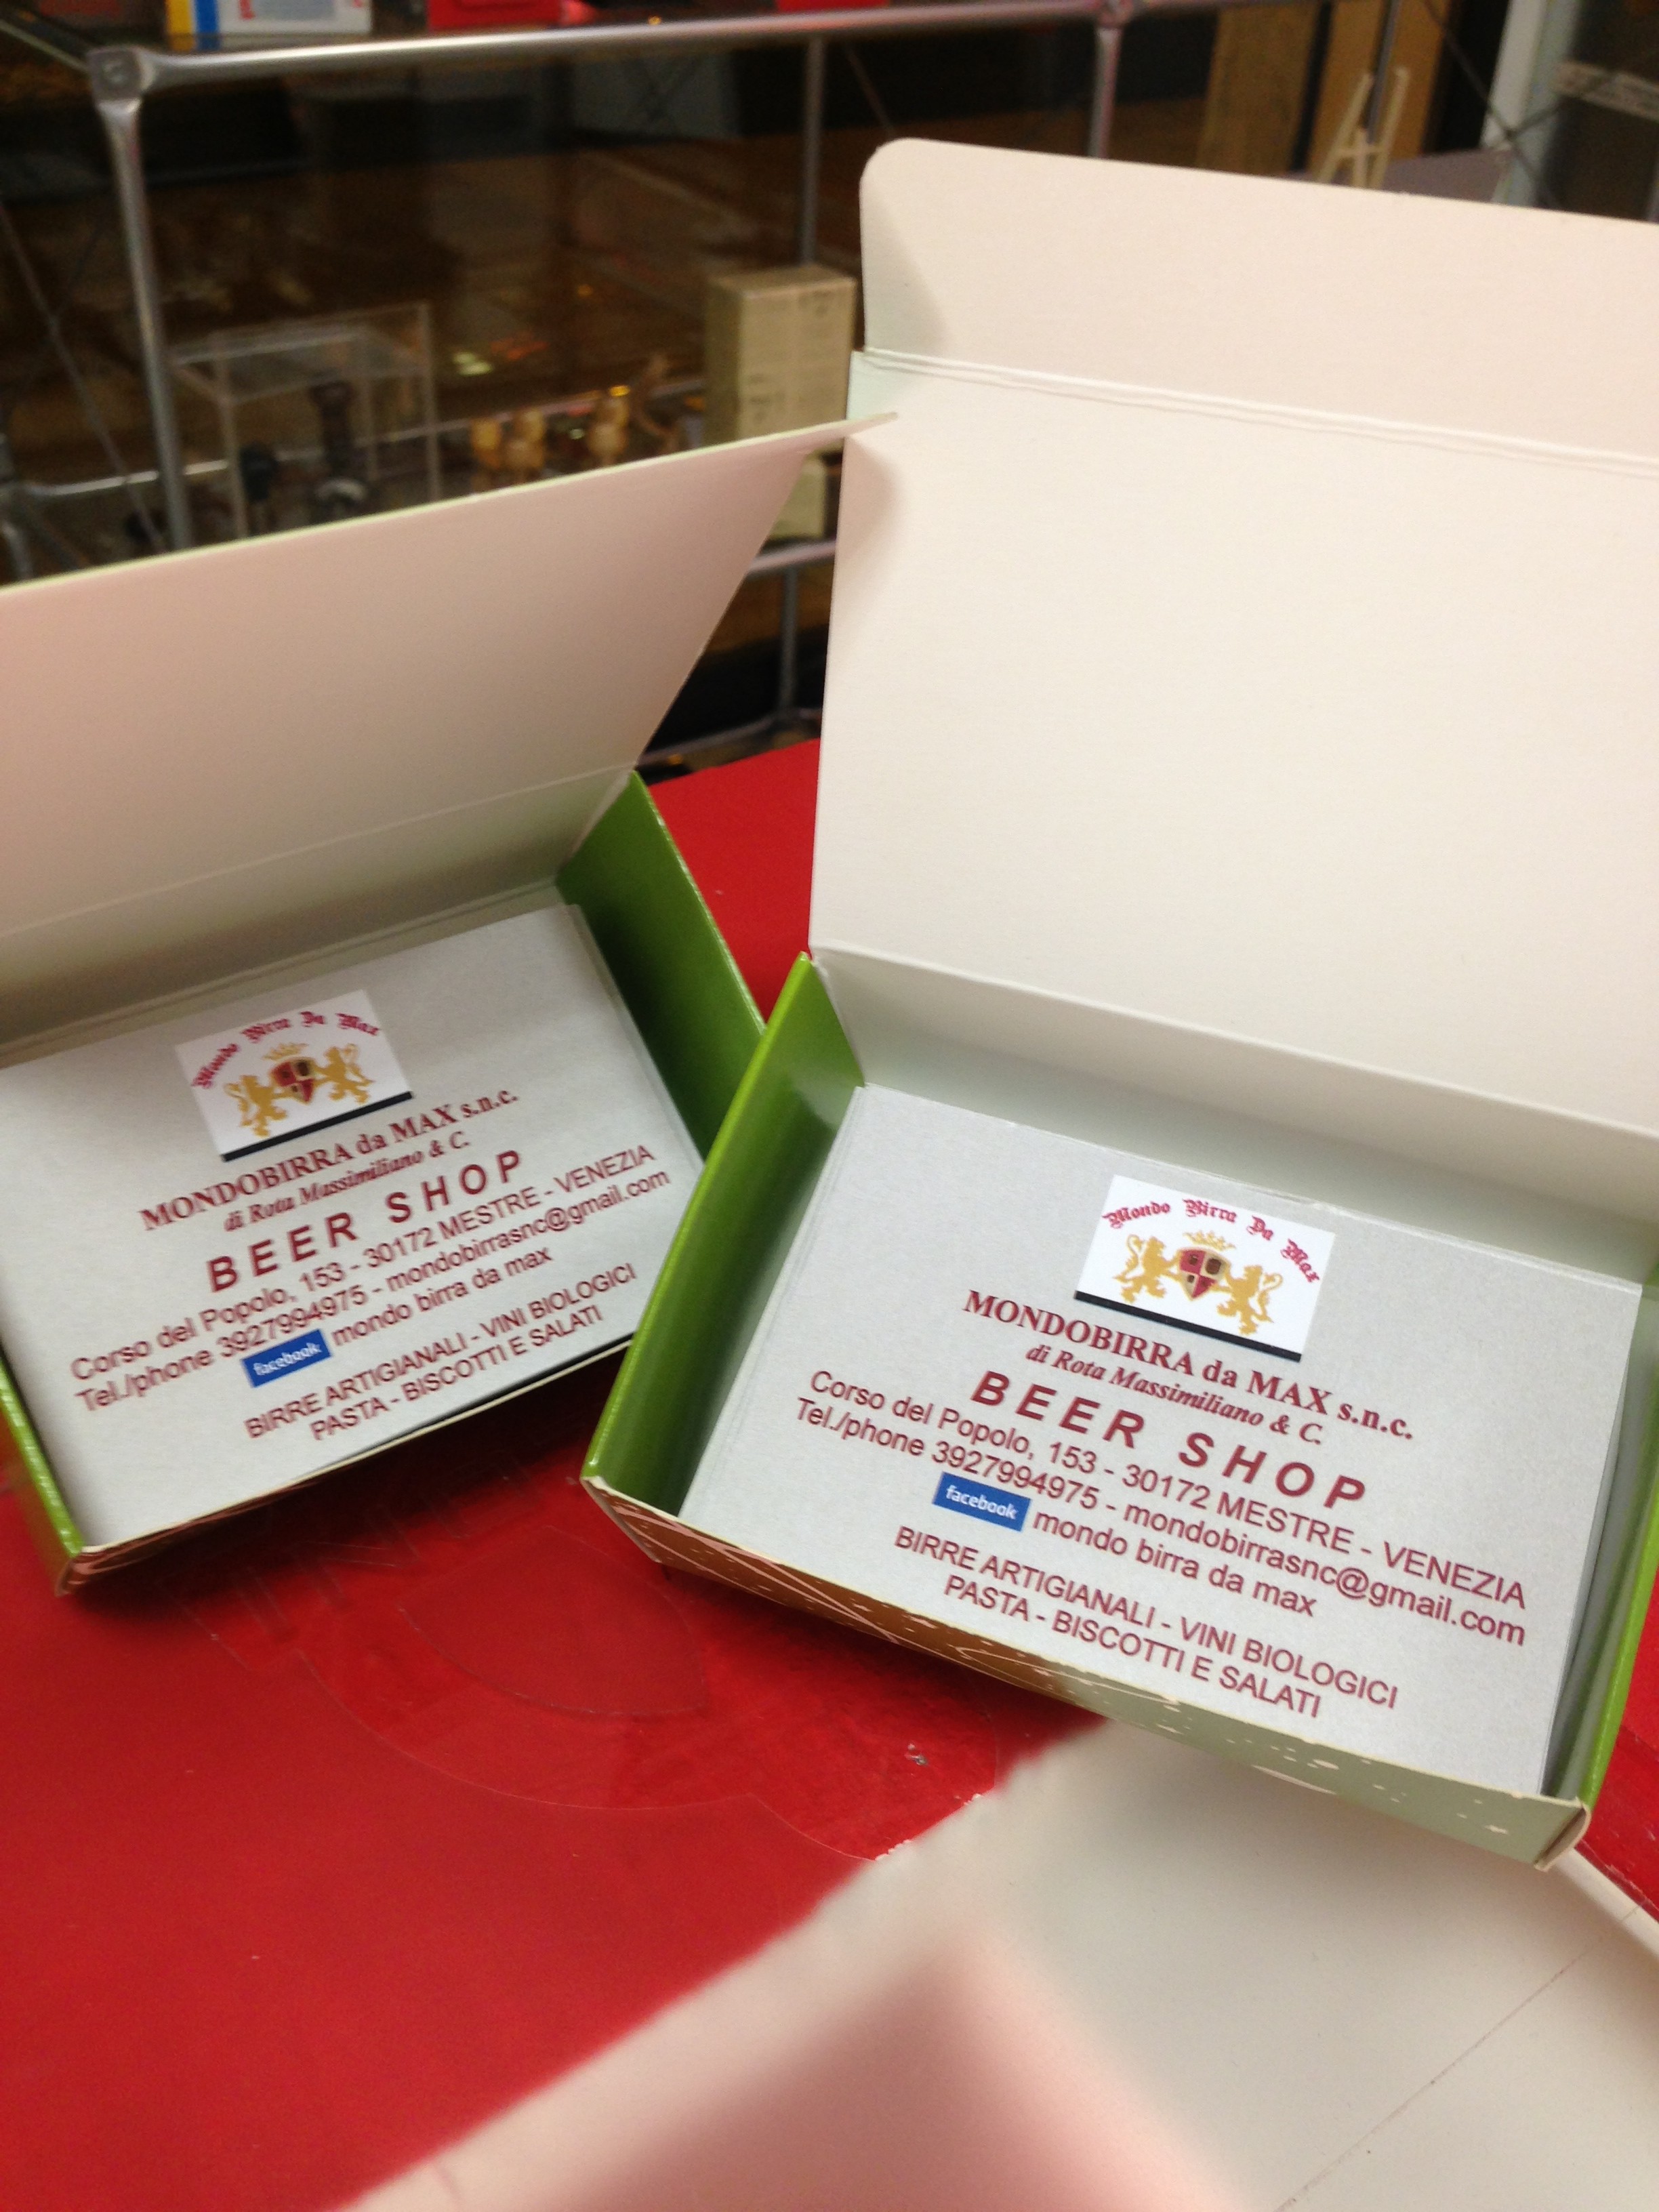 Mondo Birra Da Max
MONDOBIRRA da MAX s.n.c.
di Rota Massimiliano & C.
BEER SHOP
Corso del Popolo, 153 - 30172 MESTRE - VENEZIA
Tel./phone 3927994975 - mondobirrasnc@gmail.com
facebook mondo birra da max
BIRRE ARTIGIANALI - VINI BIOLOGICI
PASTA - BISCOTTI E SALATI
Mondo Birra Da Max
MONDOBIRRA da MAX s.n.c.
di Rota Massimiliano & C.
BEER SHOP
Corso del Popolo, 153 - 30172 MESTRE - VENEZIA
Tel./phone 3927994975 - mondobirrasnc@gmail.com
facebook mondo birra da max
BIRRE ARTIGIANALI - VINI BIOLOGICI
PASTA - BISCOTTI E SALATI